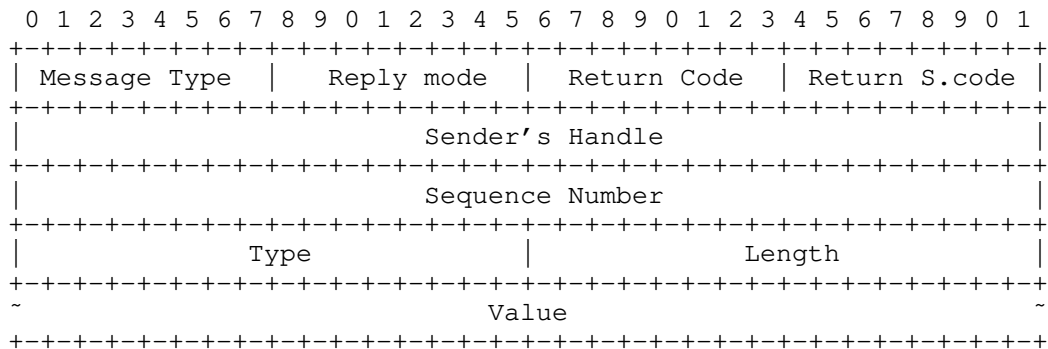 0 1 2 3 4 5 6 7 8 9 0 1 2 3 4 5 6 7 8 9 0 1 2 3 4 5 6 7 8 9 0 1
+-+-+-+-+-+-+-+-+-+-+-+-+-+-+-+-+-+-+-+-+-+-+-+-+-+-+-+-+-+-+-+-+
| Message Type  |   Reply mode  |  Return Code  | Return S.code |
+-+-+-+-+-+-+-+-+-+-+-+-+-+-+-+-+-+-+-+-+-+-+-+-+-+-+-+-+-+-+-+-+
|                         Sender’s Handle                       |
+-+-+-+-+-+-+-+-+-+-+-+-+-+-+-+-+-+-+-+-+-+-+-+-+-+-+-+-+-+-+-+-+
|                         Sequence Number                       |
+-+-+-+-+-+-+-+-+-+-+-+-+-+-+-+-+-+-+-+-+-+-+-+-+-+-+-+-+-+-+-+-+
|              Type             |             Length            |
+-+-+-+-+-+-+-+-+-+-+-+-+-+-+-+-+-+-+-+-+-+-+-+-+-+-+-+-+-+-+-+-+
~                             Value                             ~
+-+-+-+-+-+-+-+-+-+-+-+-+-+-+-+-+-+-+-+-+-+-+-+-+-+-+-+-+-+-+-+-+